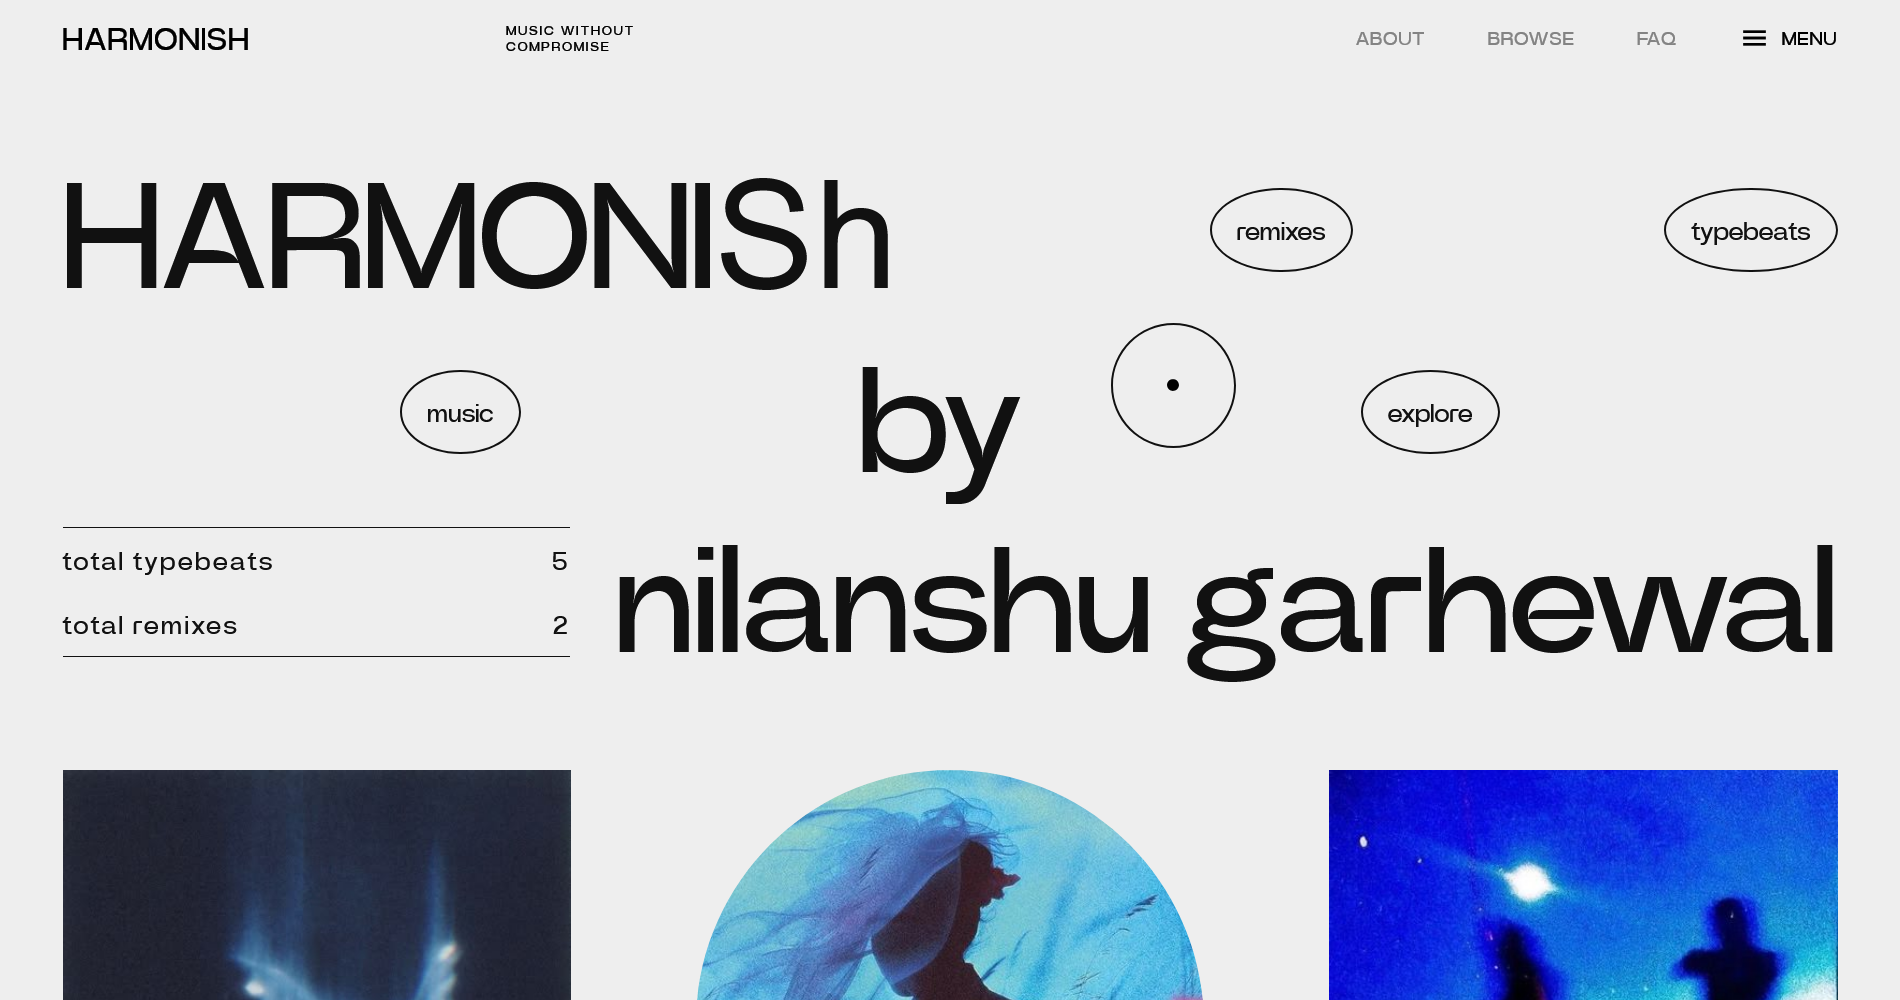 HARMONISH
MUSIC WITHOUT
COMPROMISE
ABOUT
BROWSE
FAQ
MENU
HARMONISh
remixes
typebeats
music
by
explore
total typebeats 5
total remixes 2
nilanshu garhewal